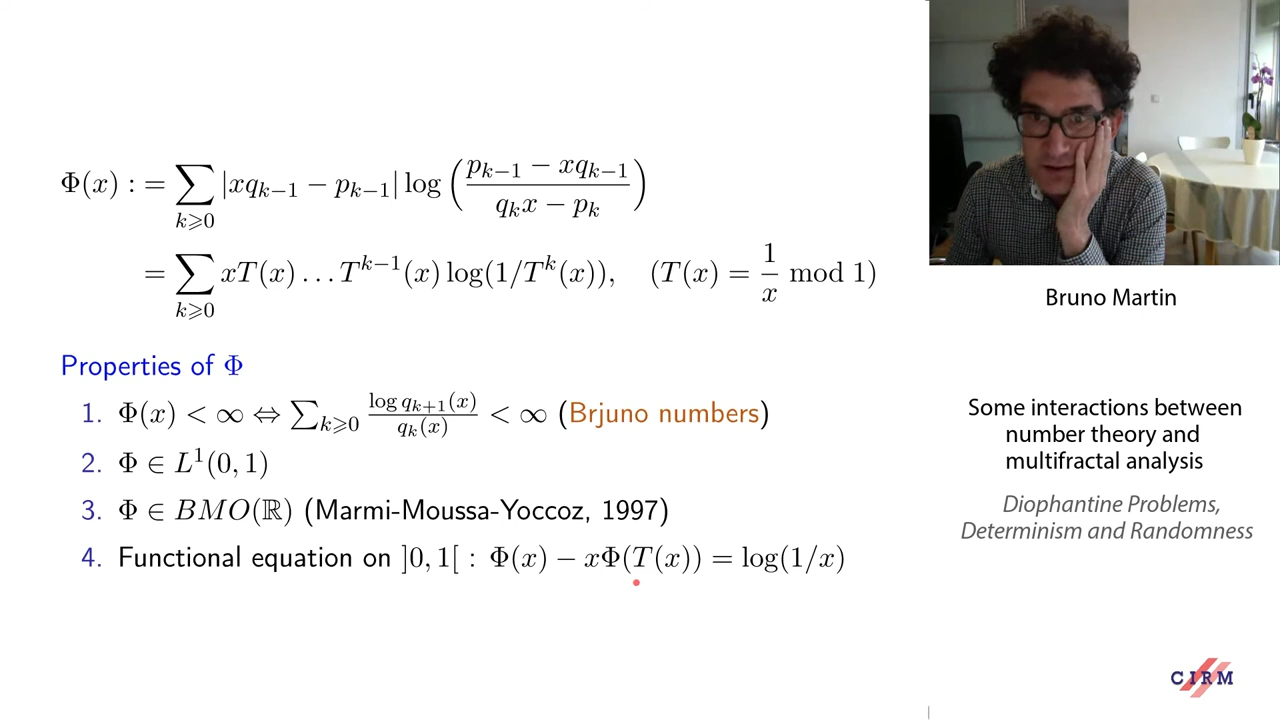 Φ(x) : = ∑_{k⩾0} |xq_{k−1} − p_{k−1}| log ( (p_{k−1} − xq_{k−1}) / (q_k x − p_k) )
= ∑_{k⩾0} xT(x) … T^{k−1}(x) log(1/T^k(x)), (T(x) = 1/x mod 1)
Properties of Φ
1. Φ(x) < ∞ ⇔ ∑_{k⩾0} log q_{k+1}(x) / q_k(x) < ∞ (Brjuno numbers)
2. Φ ∈ L^1(0, 1)
3. Φ ∈ BMO(ℝ) (Marmi-Moussa-Yoccoz, 1997)
4. Functional equation on ]0, 1[ : Φ(x) − xΦ(T(x)) = log(1/x)
Bruno Martin
Some interactions between
number theory and
multifractal analysis
Diophantine Problems,
Determinism and Randomness
CIRM